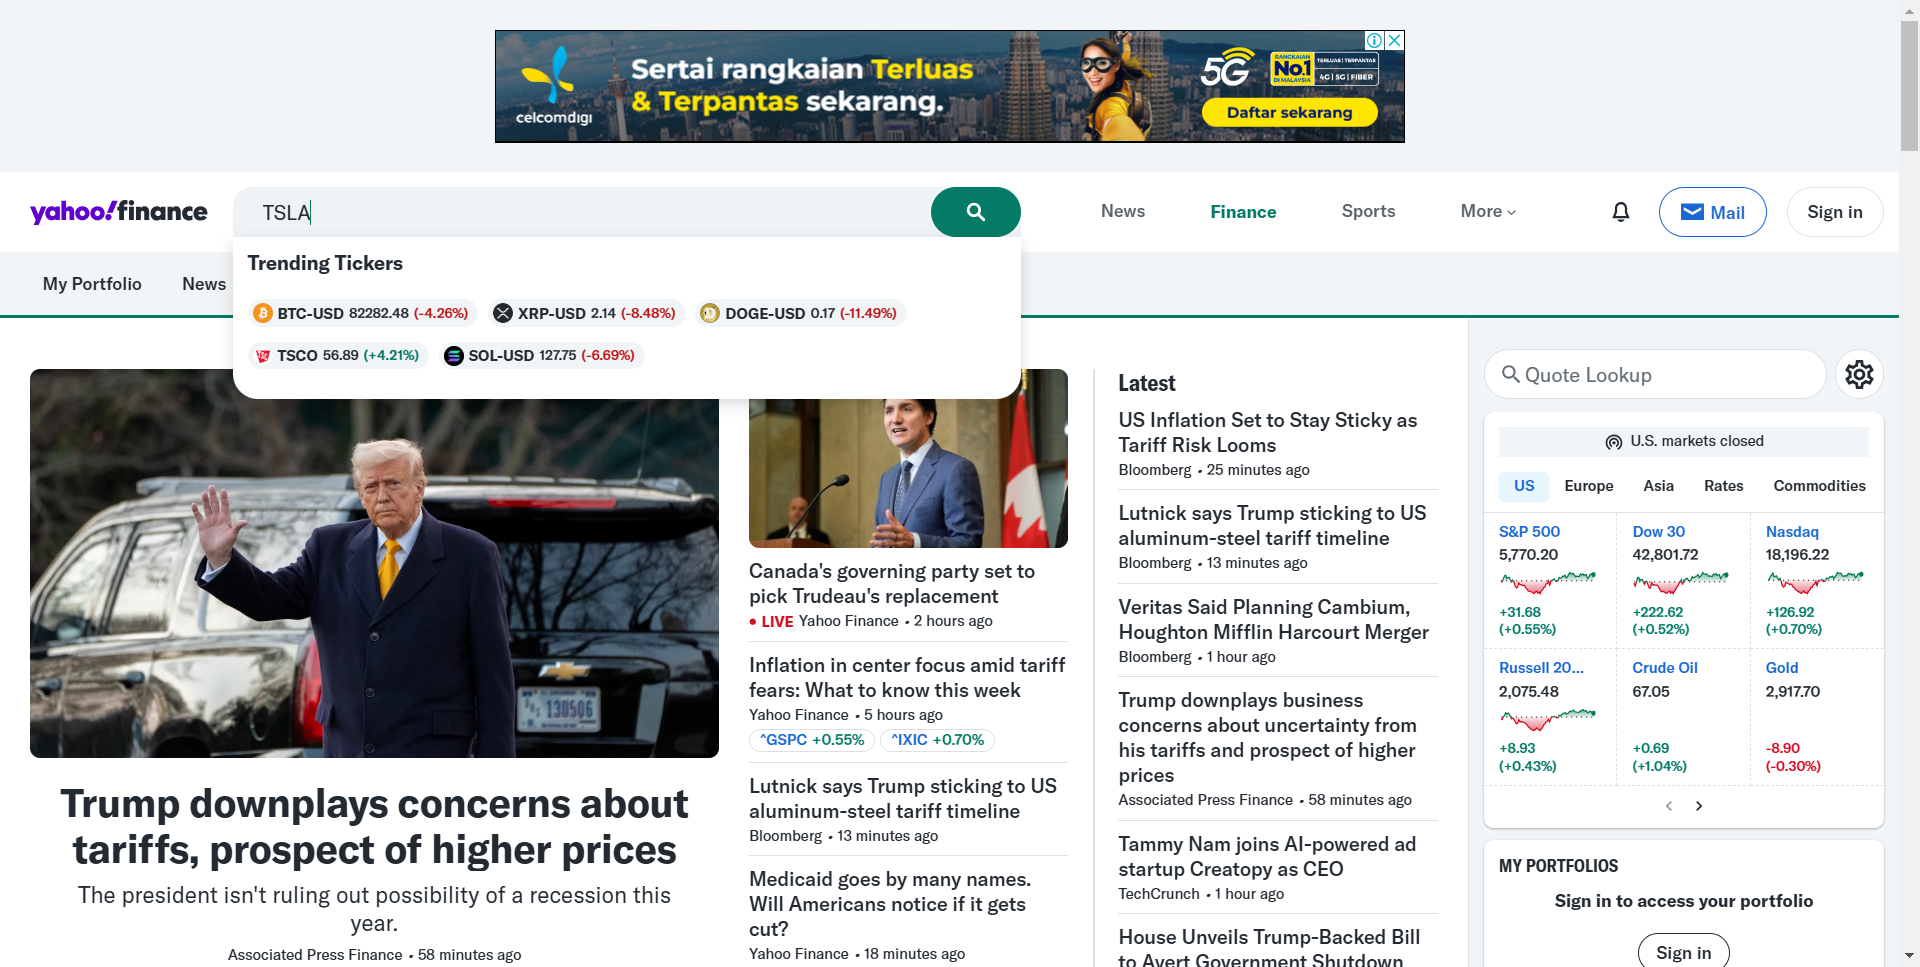 Sertai rangkaian Terluas
& Terpantas sekarang.
celcomdigi
5G
RANGKAIAN
No.1
DI MALAYSIA
TERLUAS | TERPANTAS
4G | 5G | FIBER
Daftar sekarang
yahoo!finance
TSLA
News
Finance
Sports
More
Mail
Sign in
My Portfolio
News
Trending Tickers
BTC-USD 82282.48 (-4.26%)
XRP-USD 2.14 (-8.48%)
DOGE-USD 0.17 (-11.49%)
TSCO 56.89 (+4.21%)
SOL-USD 127.75 (-6.69%)
130506
Trump downplays concerns about
tariffs, prospect of higher prices
The president isn't ruling out possibility of a recession this
year.
Associated Press Finance • 58 minutes ago
Canada's governing party set to
pick Trudeau's replacement
• LIVE Yahoo Finance • 2 hours ago
Inflation in center focus amid tariff
fears: What to know this week
Yahoo Finance • 5 hours ago
^GSPC +0.55%
^IXIC +0.70%
Lutnick says Trump sticking to US
aluminum-steel tariff timeline
Bloomberg • 13 minutes ago
Medicaid goes by many names.
Will Americans notice if it gets
cut?
Yahoo Finance • 18 minutes ago
Latest
US Inflation Set to Stay Sticky as
Tariff Risk Looms
Bloomberg • 25 minutes ago
Lutnick says Trump sticking to US
aluminum-steel tariff timeline
Bloomberg • 13 minutes ago
Veritas Said Planning Cambium,
Houghton Mifflin Harcourt Merger
Bloomberg • 1 hour ago
Trump downplays business
concerns about uncertainty from
his tariffs and prospect of higher
prices
Associated Press Finance • 58 minutes ago
Tammy Nam joins AI-powered ad
startup Creatopy as CEO
TechCrunch • 1 hour ago
House Unveils Trump-Backed Bill
to Avert Government Shutdown
Quote Lookup
U.S. markets closed
US
Europe
Asia
Rates
Commodities
S&P 500
5,770.20
+31.68
(+0.55%)
Dow 30
42,801.72
+222.62
(+0.52%)
Nasdaq
18,196.22
+126.92
(+0.70%)
Russell 20...
2,075.48
+8.93
(+0.43%)
Crude Oil
67.05
+0.69
(+1.04%)
Gold
2,917.70
-8.90
(-0.30%)
MY PORTFOLIOS
Sign in to access your portfolio
Sign in